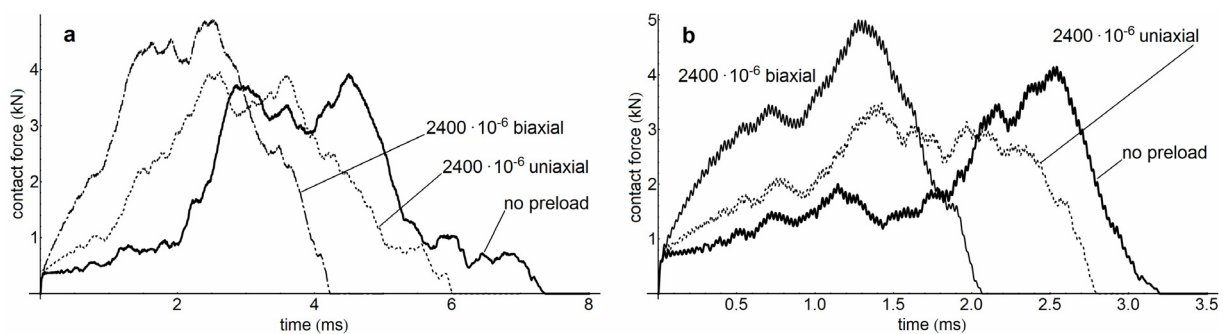 a
contact force (kN)
4
3
2
1
2400 · 10⁻⁶ biaxial
2400 · 10⁻⁶ uniaxial
no preload
2 4 6 8
time (ms)
b
contact force (kN)
5
4
3
2
1
2400 · 10⁻⁶ uniaxial
2400 · 10⁻⁶ biaxial
no preload
0.5 1.0 1.5 2.0 2.5 3.0 3.5
time (ms)